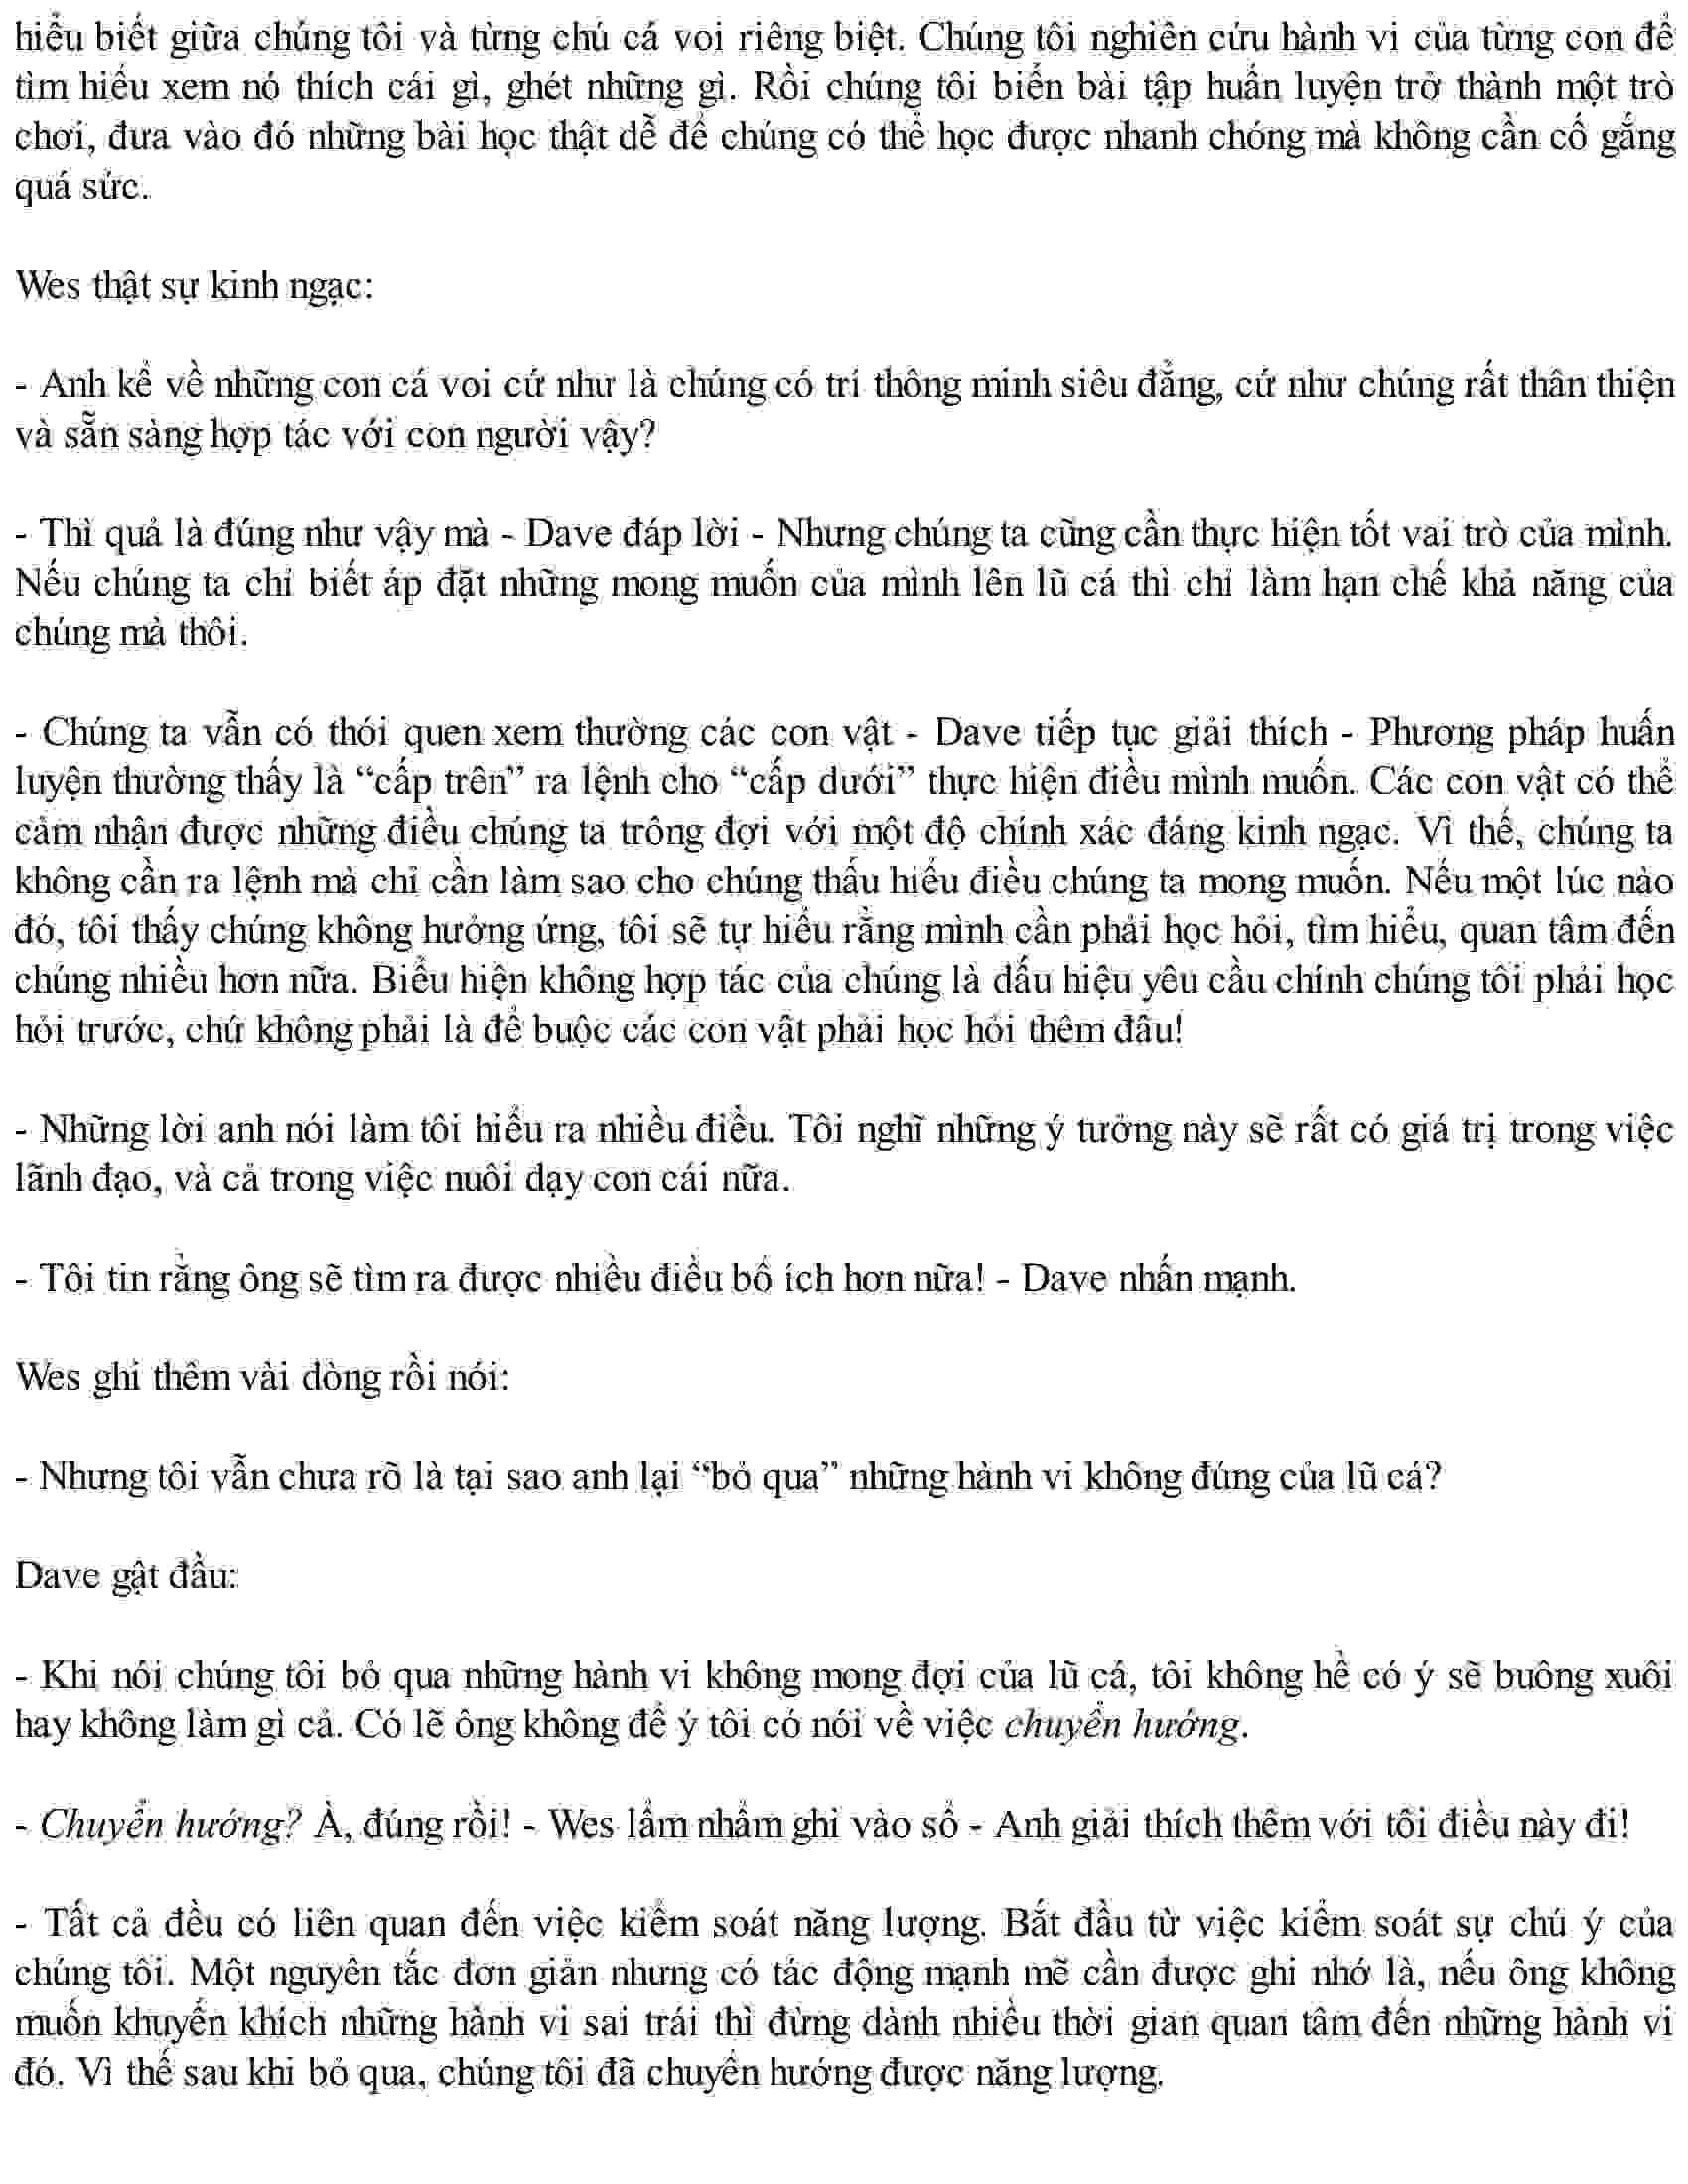 hiểu biết giữa chúng tôi và từng chú cá voi riêng biệt. Chúng tôi nghiên cứu hành vi của từng con để
tìm hiểu xem nó thích cái gì, ghét những gì. Rồi chúng tôi biến bài tập huấn luyện trở thành một trò
chơi, đưa vào đó những bài học thật dễ để chúng có thể học được nhanh chóng mà không cần cố gắng
quá sức.
Wes thật sự kinh ngạc:
- Anh kể về những con cá voi cứ như là chúng có trí thông minh siêu đẳng, cứ như chúng rất thân thiện
và sẵn sàng hợp tác với con người vậy?
- Thì quả là đúng như vậy mà - Dave đáp lời - Nhưng chúng ta cũng cần thực hiện tốt vai trò của mình.
Nếu chúng ta chỉ biết áp đặt những mong muốn của mình lên lũ cá thì chỉ làm hạn chế khả năng của
chúng mà thôi.
- Chúng ta vẫn có thói quen xem thường các con vật - Dave tiếp tục giải thích - Phương pháp huấn
luyện thường thấy là “cấp trên” ra lệnh cho “cấp dưới” thực hiện điều mình muốn. Các con vật có thể
cảm nhận được những điều chúng ta trông đợi với một độ chính xác đáng kinh ngạc. Vì thế, chúng ta
không cần ra lệnh mà chỉ cần làm sao cho chúng thấu hiểu điều chúng ta mong muốn. Nếu một lúc nào
đó, tôi thấy chúng không hưởng ứng, tôi sẽ tự hiểu rằng mình cần phải học hỏi, tìm hiểu, quan tâm đến
chúng nhiều hơn nữa. Biểu hiện không hợp tác của chúng là dấu hiệu yêu cầu chính chúng tôi phải học
hỏi trước, chứ không phải là để buộc các con vật phải học hỏi thêm đâu!
- Những lời anh nói làm tôi hiểu ra nhiều điều. Tôi nghĩ những ý tưởng này sẽ rất có giá trị trong việc
lãnh đạo, và cả trong việc nuôi dạy con cái nữa.
- Tôi tin rằng ông sẽ tìm ra được nhiều điều bổ ích hơn nữa! - Dave nhấn mạnh.
Wes ghi thêm vài dòng rồi nói:
- Nhưng tôi vẫn chưa rõ là tại sao anh lại “bỏ qua” những hành vi không đúng của lũ cá?
Dave gật đầu:
- Khi nói chúng tôi bỏ qua những hành vi không mong đợi của lũ cá, tôi không hề có ý sẽ buông xuôi
hay không làm gì cả. Có lẽ ông không để ý tôi có nói về việc chuyển hướng.
- Chuyển hướng? À, đúng rồi! - Wes lẩm nhẩm ghi vào sổ - Anh giải thích thêm với tôi điều này đi!
- Tất cả đều có liên quan đến việc kiểm soát năng lượng. Bắt đầu từ việc kiểm soát sự chú ý của
chúng tôi. Một nguyên tắc đơn giản nhưng có tác động mạnh mẽ cần được ghi nhớ là, nếu ông không
muốn khuyến khích những hành vi sai trái thì đừng dành nhiều thời gian quan tâm đến những hành vi
đó. Vì thế sau khi bỏ qua, chúng tôi đã chuyển hướng được năng lượng.